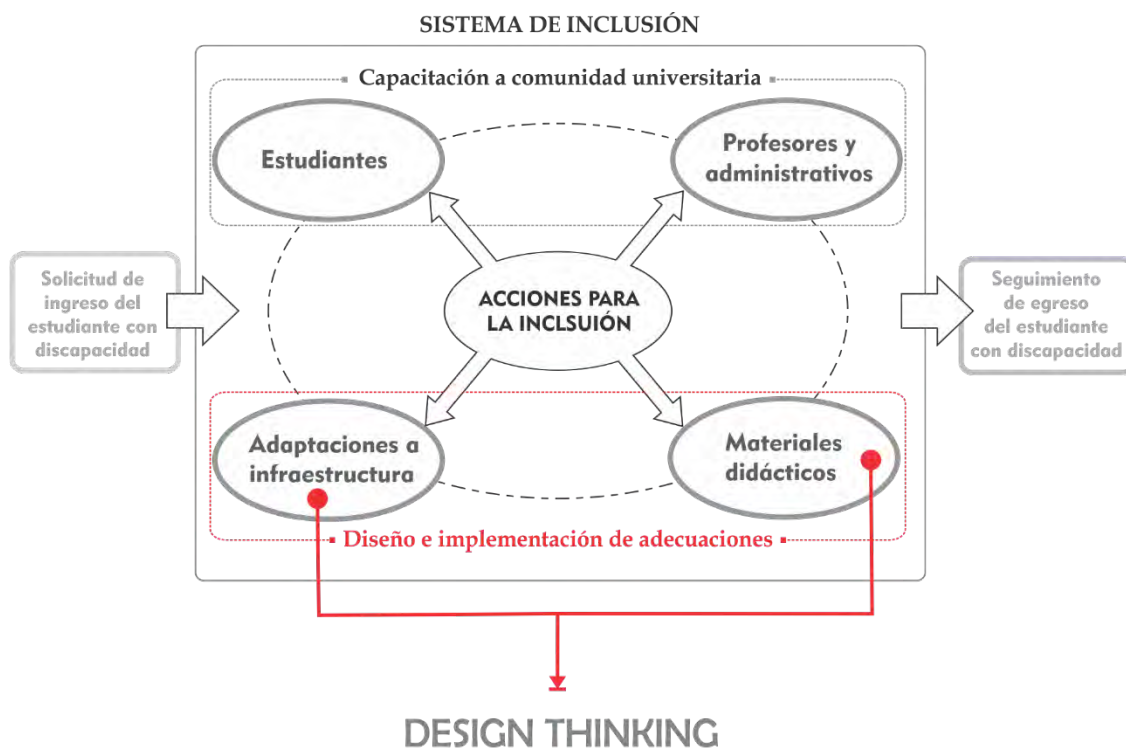 SISTEMA DE INCLUSIÓN
Capacitación a comunidad universitaria
Estudiantes
Profesores y
administrativos
Solicitud de
ingreso del
estudiante con
discapacidad
ACCIONES PARA
LA INCLSUIÓN
Seguimiento
de egreso
del estudiante
con discapacidad
Adaptaciones a
infraestructura
Materiales
didácticos
Diseño e implementación de adecuaciones
DESIGN THINKING